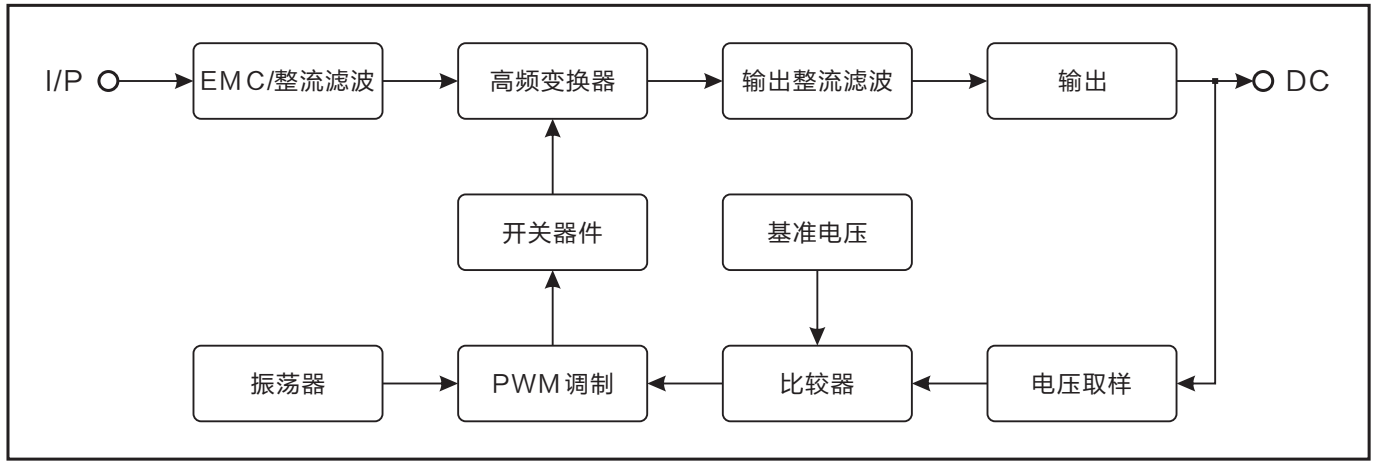 I/P
EMC/整流滤波
高频变换器
输出整流滤波
输出
DC
开关器件
基准电压
振荡器
PWM调制
比较器
电压取样